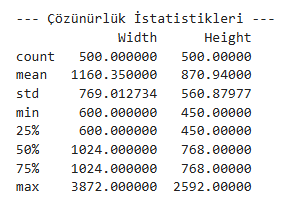 --- Çözünürlük İstatistikleri ---
Width Height
count 500.000000 500.00000
mean 1160.350000 870.94000
std 769.012734 560.87977
min 600.000000 450.00000
25% 600.000000 450.00000
50% 1024.000000 768.00000
75% 1024.000000 768.00000
max 3872.000000 2592.00000